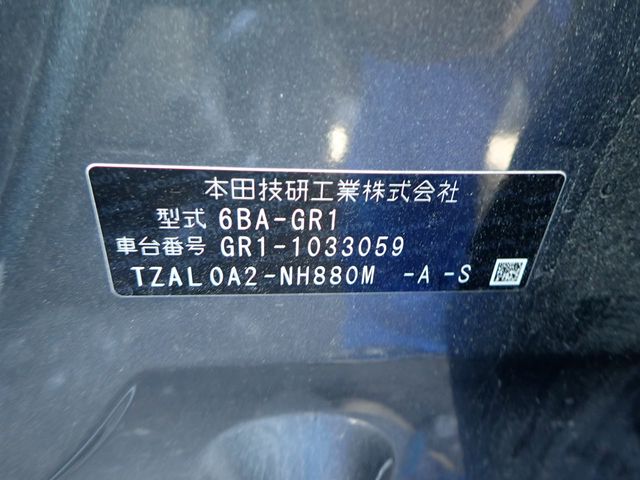 本田技研工業株式会社
型式 6BA-GR1
車台番号 GR1-1033059
TZAL0A2-NH880M -A -S